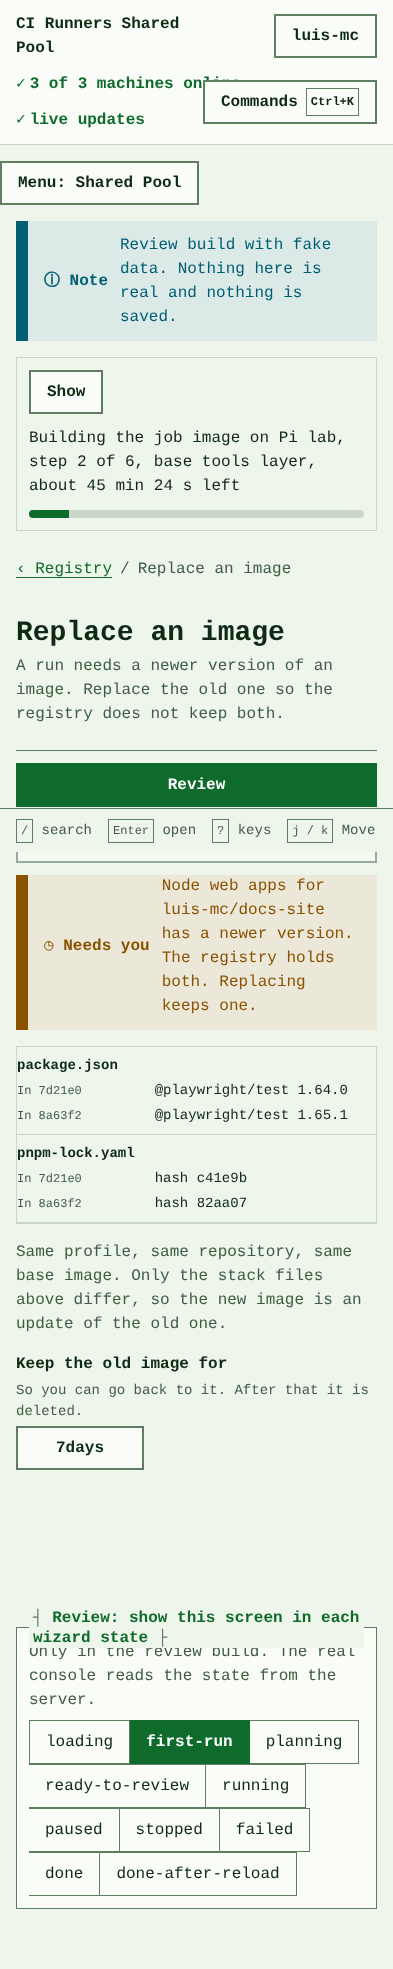 CI Runners Shared
Pool
luis-mc
✓ 3 of 3 machines
Commands Ctrl+K
✓ live updates
Menu: Shared Pool
ⓘ Note
Review build with fake
data. Nothing here is
real and nothing is
saved.
Show
Building the job image on Pi lab,
step 2 of 6, base tools layer,
about 45 min 24 s left
‹ Registry / Replace an image
Replace an image
A run needs a newer version of an
image. Replace the old one so the
registry does not keep both.
Review
/ search Enter open ? keys j / k Move
◷ Needs you
Node web apps for
luis-mc/docs-site
has a newer version.
The registry holds
both. Replacing
keeps one.
package.json
In 7d21e0 @playwright/test 1.64.0
In 8a63f2 @playwright/test 1.65.1
pnpm-lock.yaml
In 7d21e0 hash c41e9b
In 8a63f2 hash 82aa07
Same profile, same repository, same
base image. Only the stack files
above differ, so the new image is an
update of the old one.
Keep the old image for
So you can go back to it. After that it is
deleted.
7days
┤ Review: show this screen in each
wizard state ├
Only in the review build. The real
console reads the state from the
server.
loading first-run planning
ready-to-review running
paused stopped failed
done done-after-reload